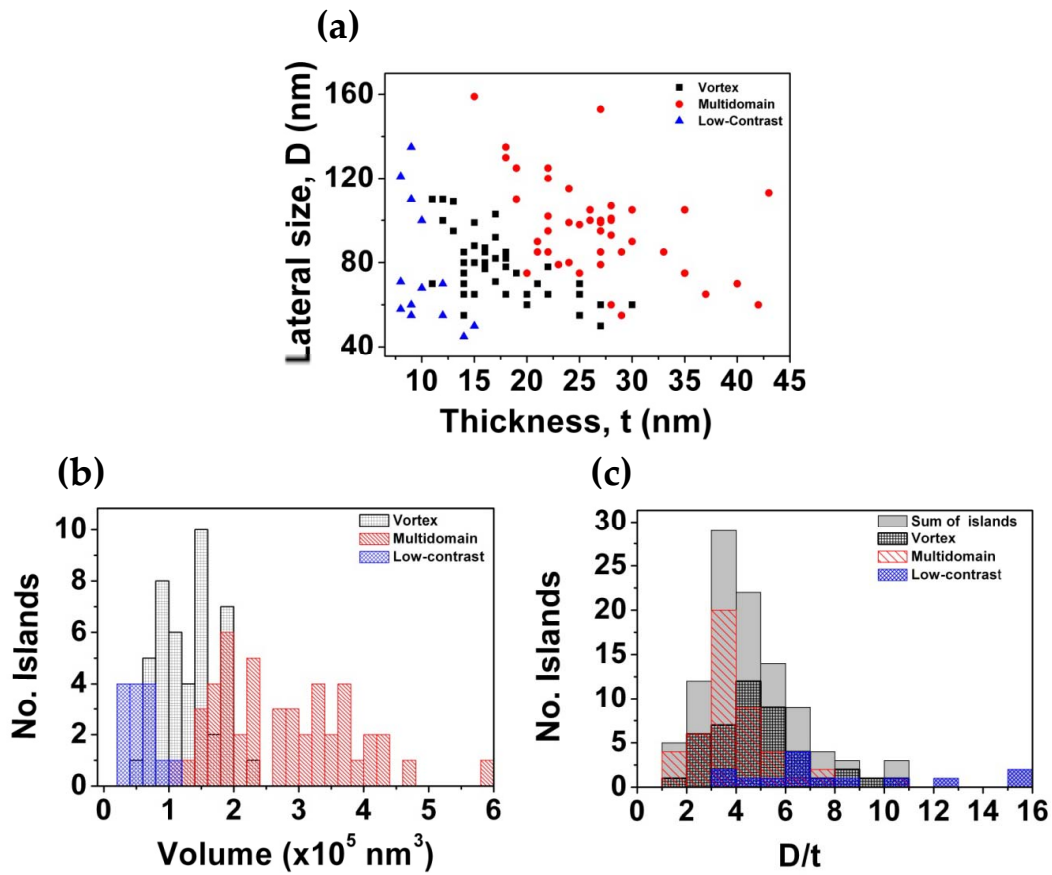 (a)
Lateral size, D (nm)
160
120
80
40
Vortex
Multidomain
Low-Contrast
10 15 20 25 30 35 40 45
Thickness, t (nm)
(b)
No. Islands
10
8
6
4
2
0
Vortex
Multidomain
Low-contrast
0 1 2 3 4 5 6
Volume (x10⁵ nm³)
(c)
No. Islands
30
25
20
15
10
5
0
Sum of islands
Vortex
Multidomain
Low-contrast
2 4 6 8 10 12 14 16
D/t